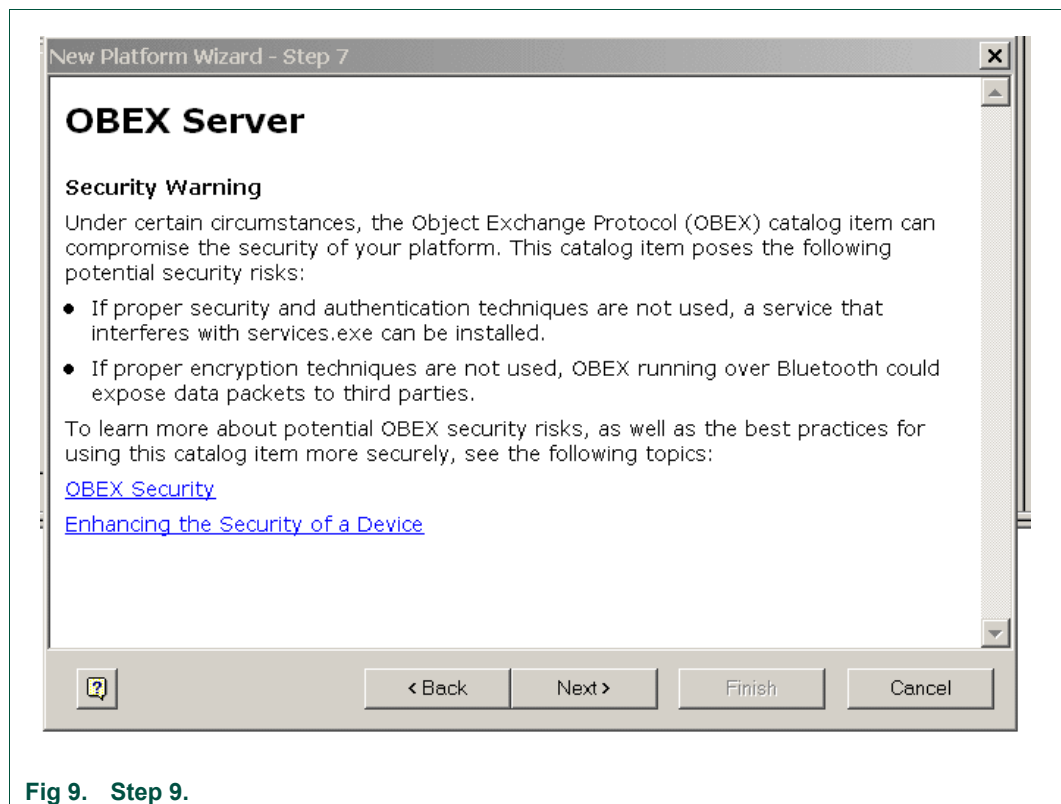 New Platform Wizard - Step 7
OBEX Server
Security Warning
Under certain circumstances, the Object Exchange Protocol (OBEX) catalog item can
compromise the security of your platform. This catalog item poses the following
potential security risks:
● If proper security and authentication techniques are not used, a service that
interferes with services.exe can be installed.
● If proper encryption techniques are not used, OBEX running over Bluetooth could
expose data packets to third parties.
To learn more about potential OBEX security risks, as well as the best practices for
using this catalog item more securely, see the following topics:
OBEX Security
Enhancing the Security of a Device
? < Back Next > Finish Cancel
Fig 9. Step 9.